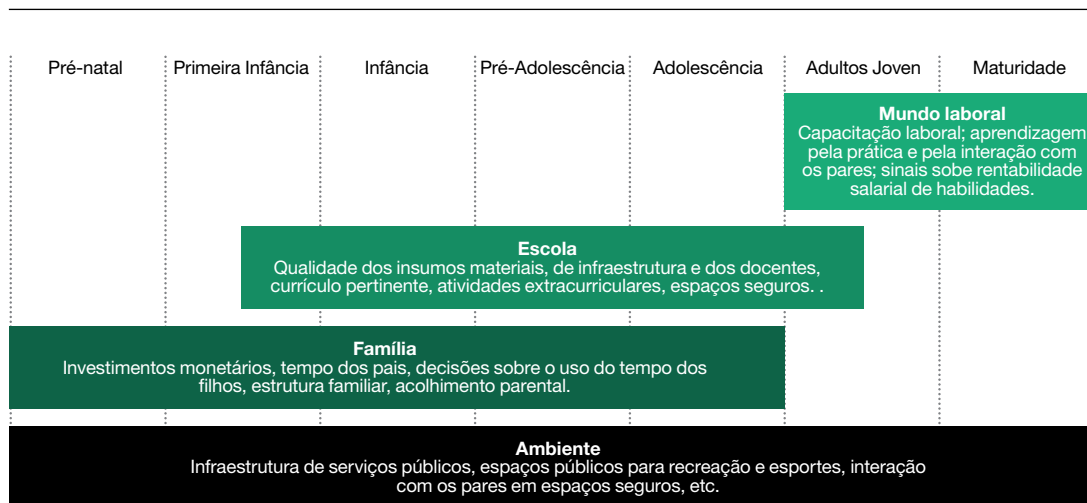 Pré-natal
Primeira Infância
Infância
Pré-Adolescência
Adolescência
Adultos Joven
Maturidade
Mundo laboral
Capacitação laboral; aprendizagem
pela prática e pela interação com
os pares; sinais sobe rentabilidade
salarial de habilidades.
Escola
Qualidade dos insumos materiais, de infraestrutura e dos docentes,
currículo pertinente, atividades extracurriculares, espaços seguros. .
Família
Investimentos monetários, tempo dos pais, decisões sobre o uso do tempo dos
filhos, estrutura familiar, acolhimento parental.
Ambiente
Infraestrutura de serviços públicos, espaços públicos para recreação e esportes, interação
com os pares em espaços seguros, etc.